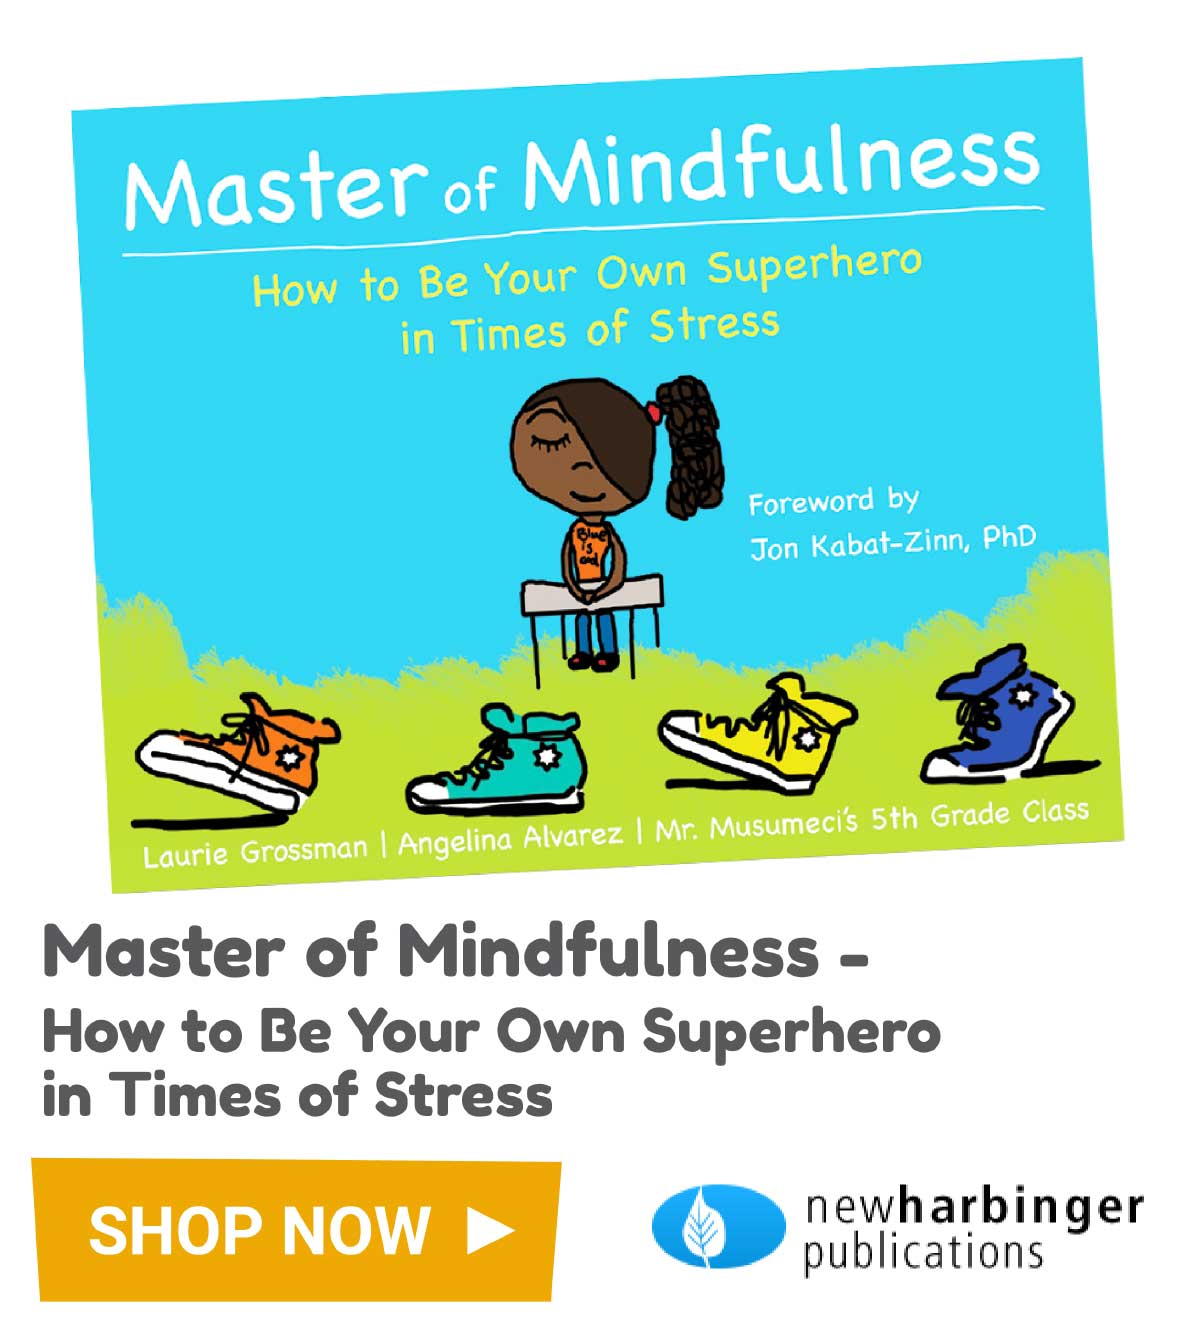 Master of Mindfulness
How to Be Your Own Superhero
in Times of Stress
Blue
is
Foreword by
Jon Kabat-Zinn, PhD
Laurie Grossman | Angelina Alvarez | Mr. Musumeci's 5th Grade Class
Master of Mindfulness -
How to Be Your Own Superhero
in Times of Stress
SHOP NOW
newharbinger
publications